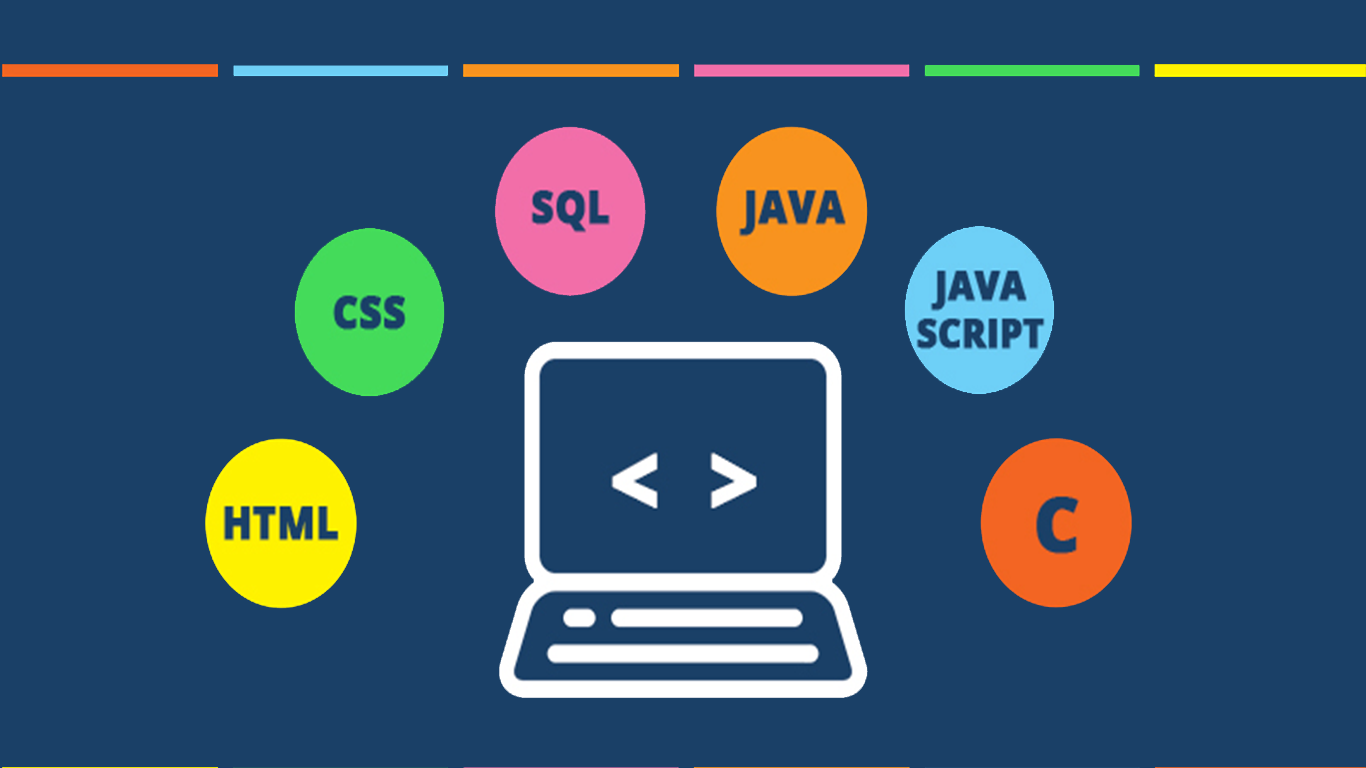 SQL
JAVA
CSS
JAVA
SCRIPT
< >
HTML
C